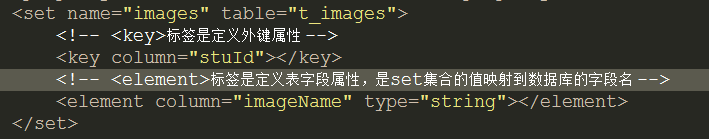 <set name="images" table="t_images">
<!-- <key>标签是定义外键属性-->
<key column="stuId"></key>
<!-- <element>标签是定义表字段属性，是set集合的值映射到数据库的字段名-->
<element column="imageName" type="string"></element>
</set>